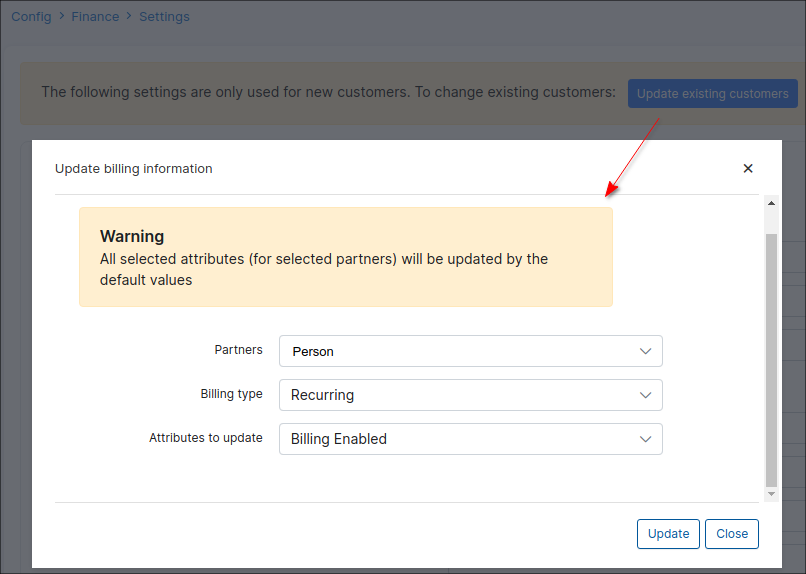 Config > Finance > Settings
The following settings are only used for new customers. To change existing customers: Update existing customers
Update billing information
Warning
All selected attributes (for selected partners) will be updated by the
default values
Partners Person
Billing type Recurring
Attributes to update Billing Enabled
Update Close